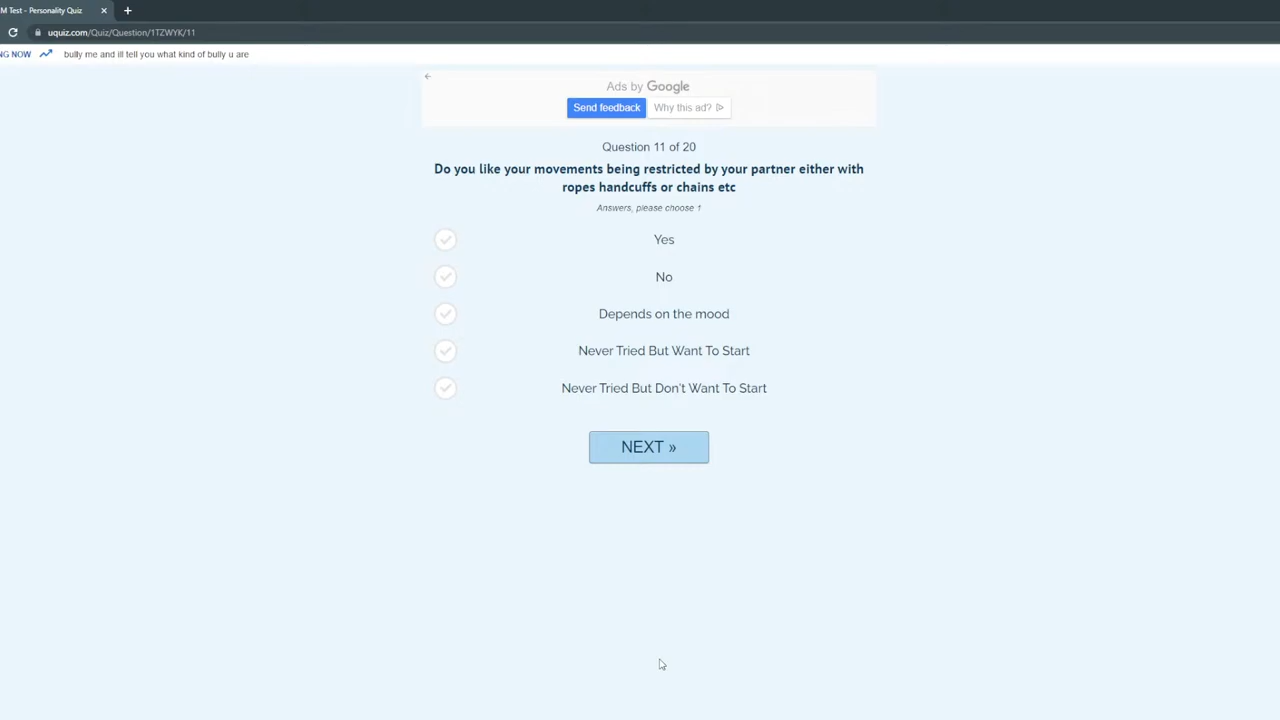 M Test - Personality Quiz
uquiz.com/Quiz/Question/1TZWYK/11
NG NOW bully me and ill tell you what kind of bully u are
Ads by Google
Send feedback Why this ad?
Question 11 of 20
Do you like your movements being restricted by your partner either with
ropes handcuffs or chains etc
Answers, please choose 1
Yes
No
Depends on the mood
Never Tried But Want To Start
Never Tried But Don't Want To Start
NEXT »